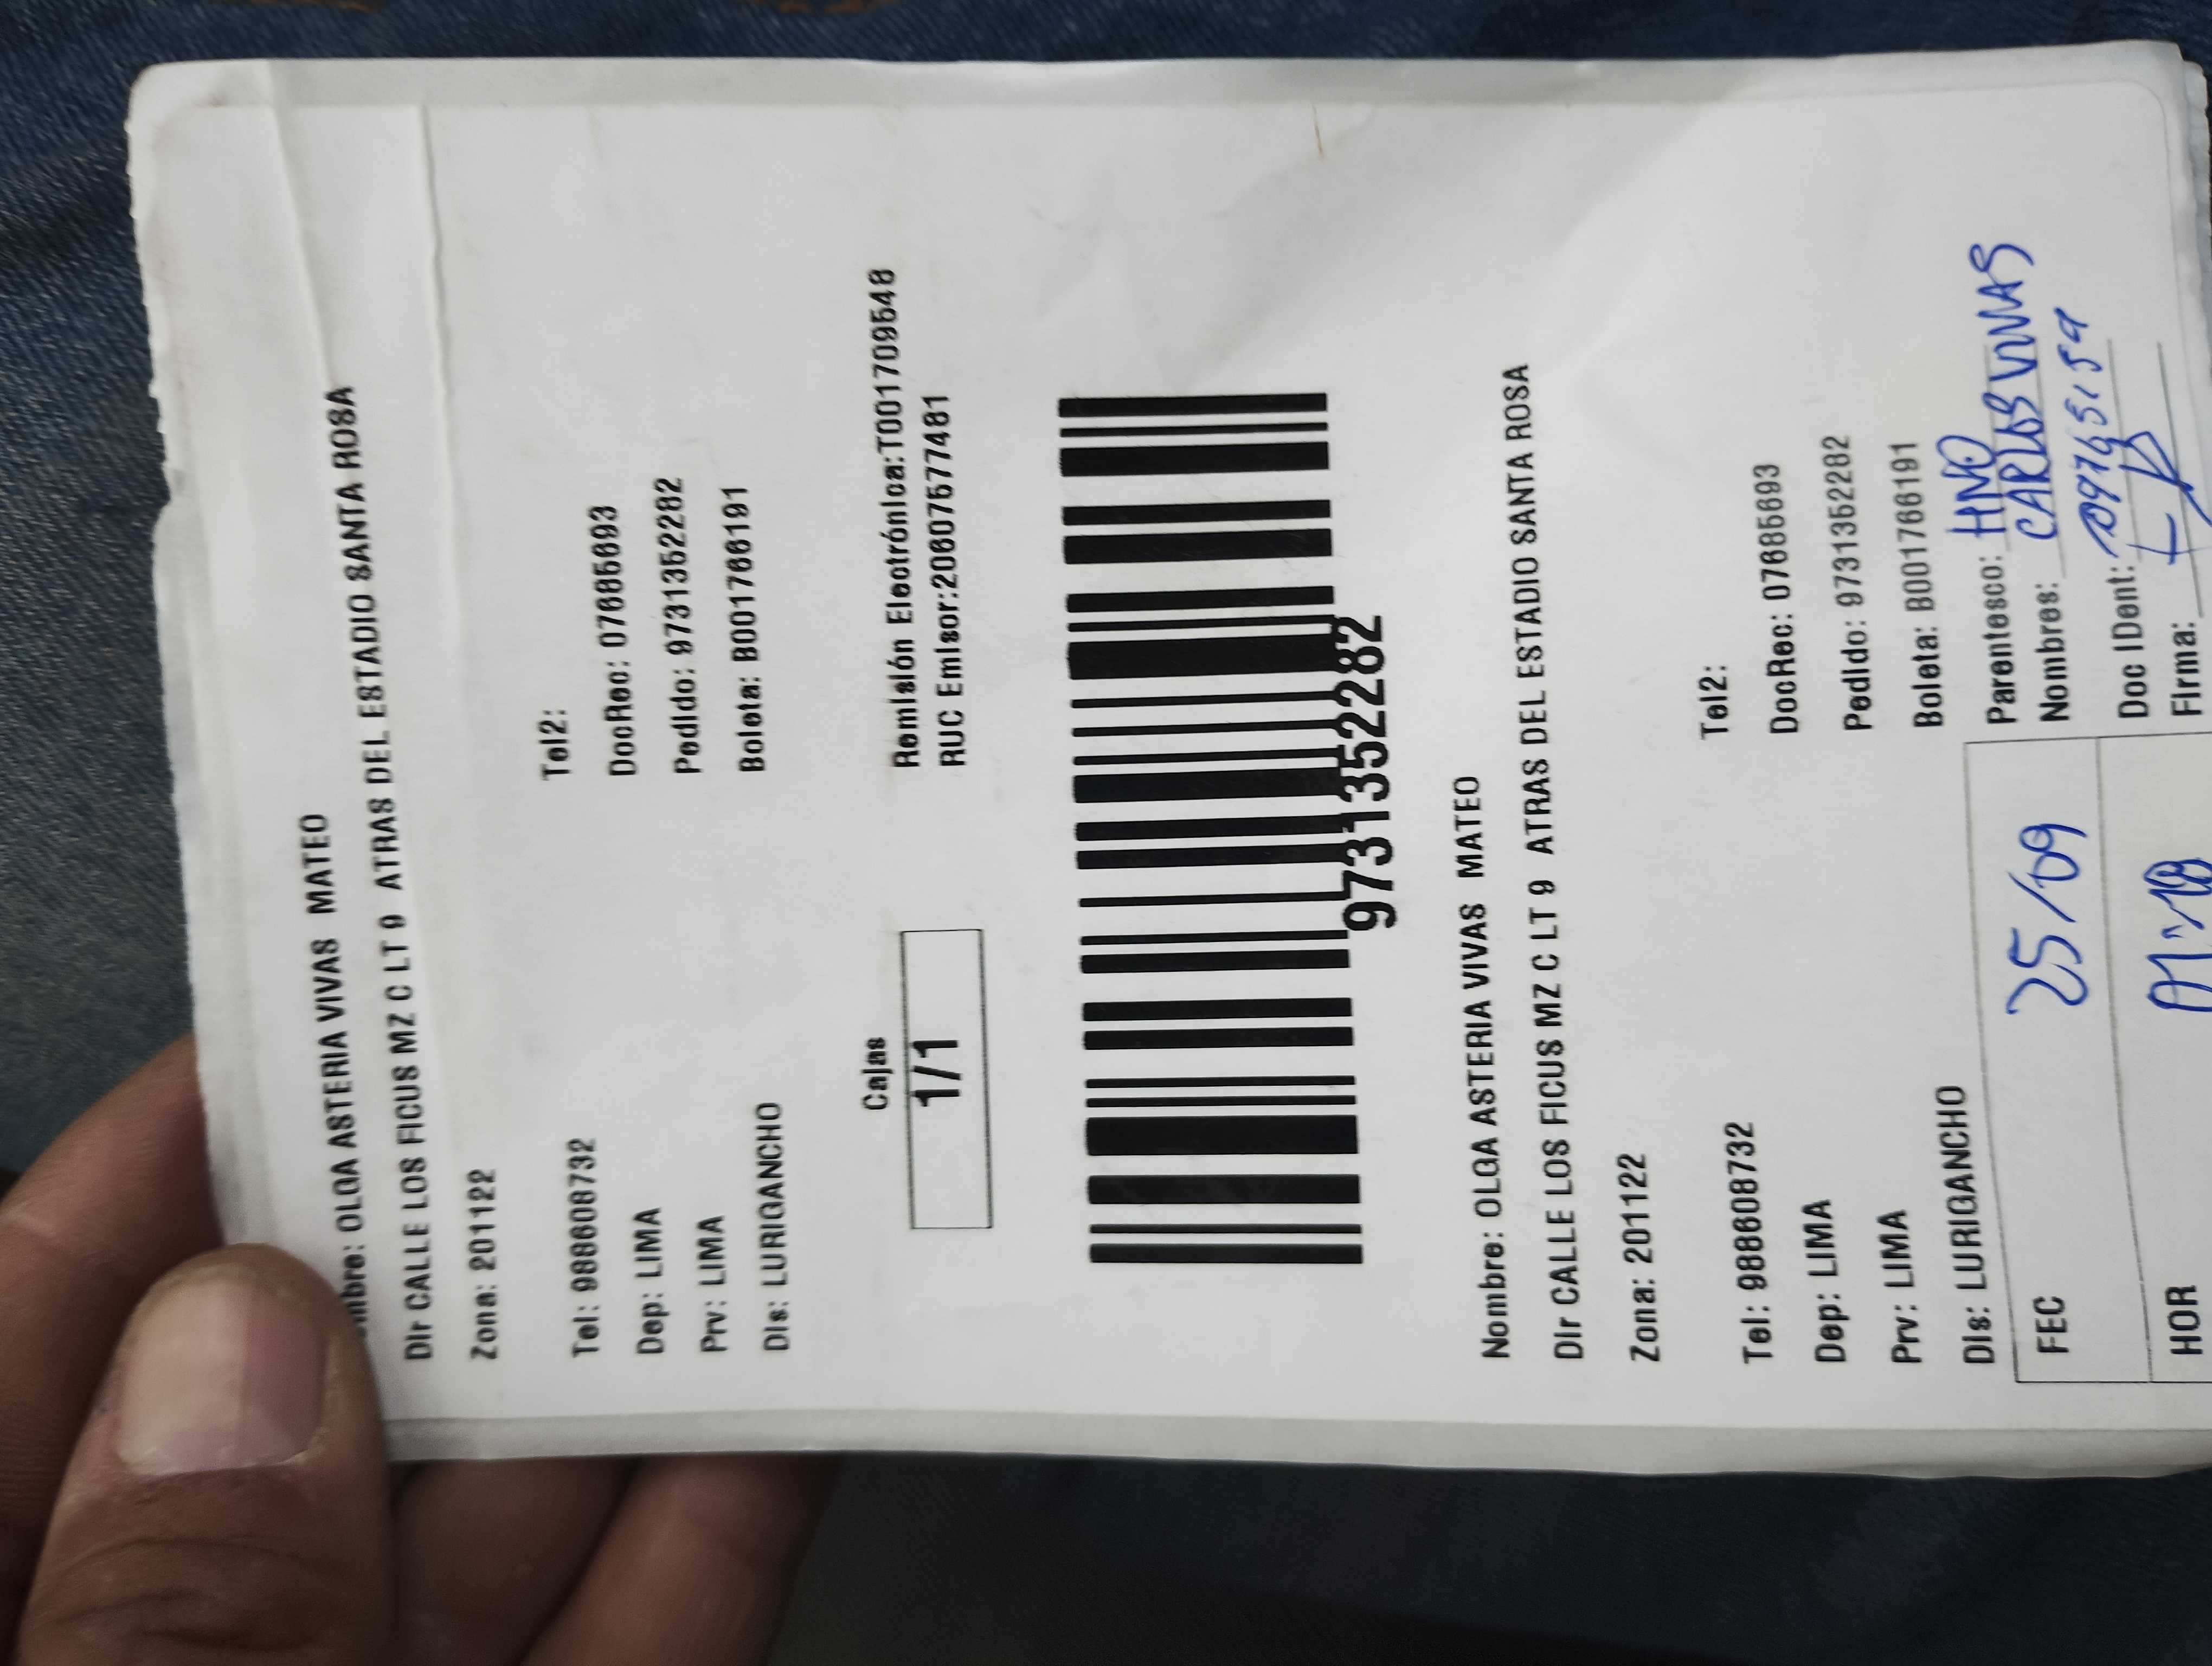 mbre: OLGA ASTERIA VIVAS MATEO
Dir CALLE LOS FICUS MZ C LT 9 ATRAS DEL ESTADIO SANTA ROSA
Zona: 201122
Tel: 988608732 Tel2:
Dep: LIMA DocRec: 07685693
Prv: LIMA Pedido: 9731352282
Dis: LURIGANCHO Boleta: B001766191
Cajas
1/1
Remisión Electrónica:T001709548
RUC Emisor:20607577481
9731352282
Nombre: OLGA ASTERIA VIVAS MATEO
Dir CALLE LOS FICUS MZ C LT 9 ATRAS DEL ESTADIO SANTA ROSA
Zona: 201122
Tel: 988608732 Tel2:
Dep: LIMA DocRec: 07685693
Prv: LIMA Pedido: 9731352282
Dis: LURIGANCHO Boleta: B001766191
FEC 25/09
HOR
Parentesco: HNO
Nombres: CARLOS VIVAS
Doc IDent:
Firma: